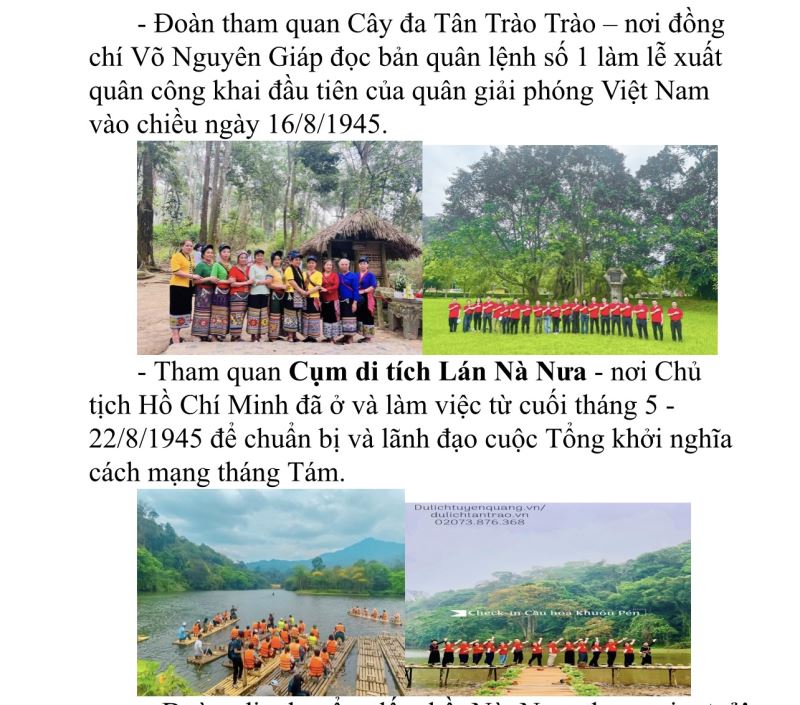 - Đoàn tham quan Cây đa Tân Trào Trào – nơi đồng
chí Võ Nguyên Giáp đọc bản quân lệnh số 1 làm lễ xuất
quân công khai đầu tiên của quân giải phóng Việt Nam
vào chiều ngày 16/8/1945.
- Tham quan Cụm di tích Lán Nà Nưa - nơi Chủ
tịch Hồ Chí Minh đã ở và làm việc từ cuối tháng 5 -
22/8/1945 để chuẩn bị và lãnh đạo cuộc Tổng khởi nghĩa
cách mạng tháng Tám.
Dulichtuyenquang.vn/
dulichtantrao.vn
02073.876.368
Check-in Cầu hoa Khuôn Pén